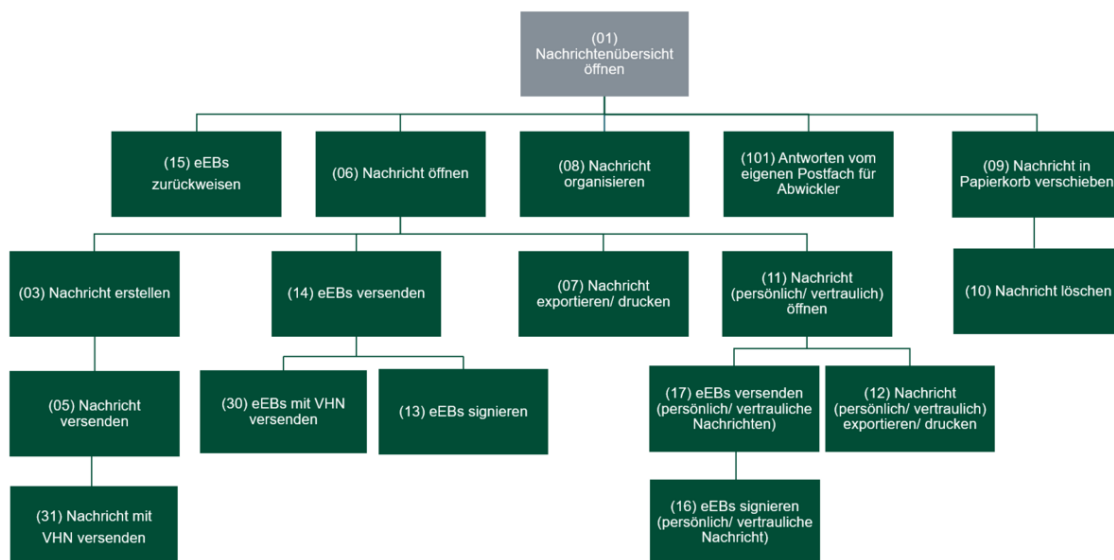 (01)
Nachrichtenübersicht
öffnen
(15) eEBs
zurückweisen
(06) Nachricht öffnen
(08) Nachricht
organisieren
(101) Antworten vom
eigenen Postfach für
Abwickler
(09) Nachricht in
Papierkorb verschieben
(03) Nachricht erstellen
(14) eEBs versenden
(07) Nachricht
exportieren/ drucken
(11) Nachricht
(persönlich/ vertraulich)
öffnen
(10) Nachricht löschen
(05) Nachricht
versenden
(30) eEBs mit VHN
versenden
(13) eEBs signieren
(17) eEBs versenden
(persönlich/ vertrauliche
Nachrichten)
(12) Nachricht
(persönlich/ vertraulich)
exportieren/ drucken
(31) Nachricht mit
VHN versenden
(16) eEBs signieren
(persönlich/ vertrauliche
Nachricht)